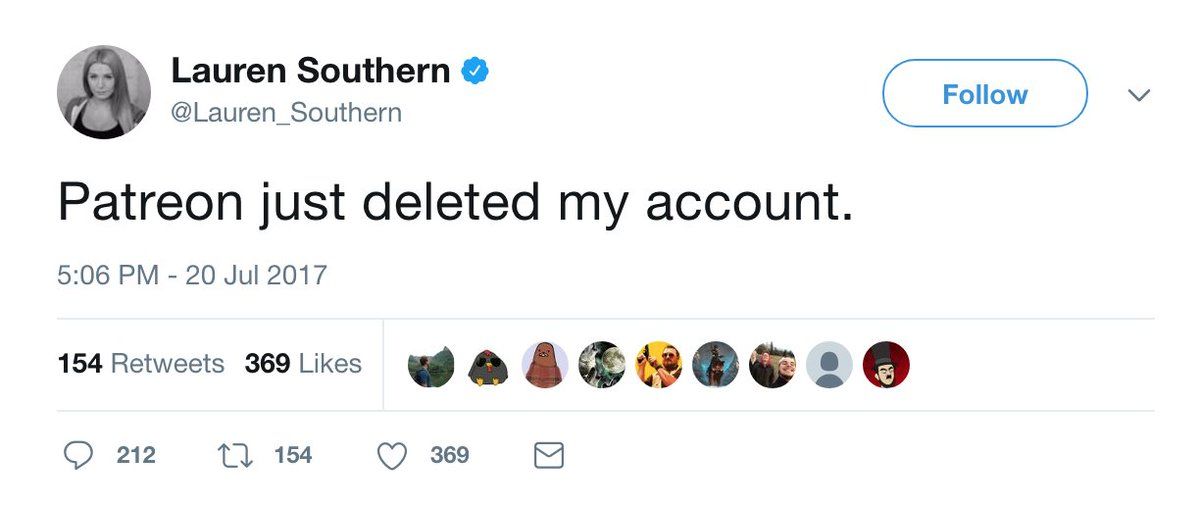 Lauren Southern
@Lauren_Southern
Follow
Patreon just deleted my account.
5:06 PM - 20 Jul 2017
154 Retweets 369 Likes
212 154 369